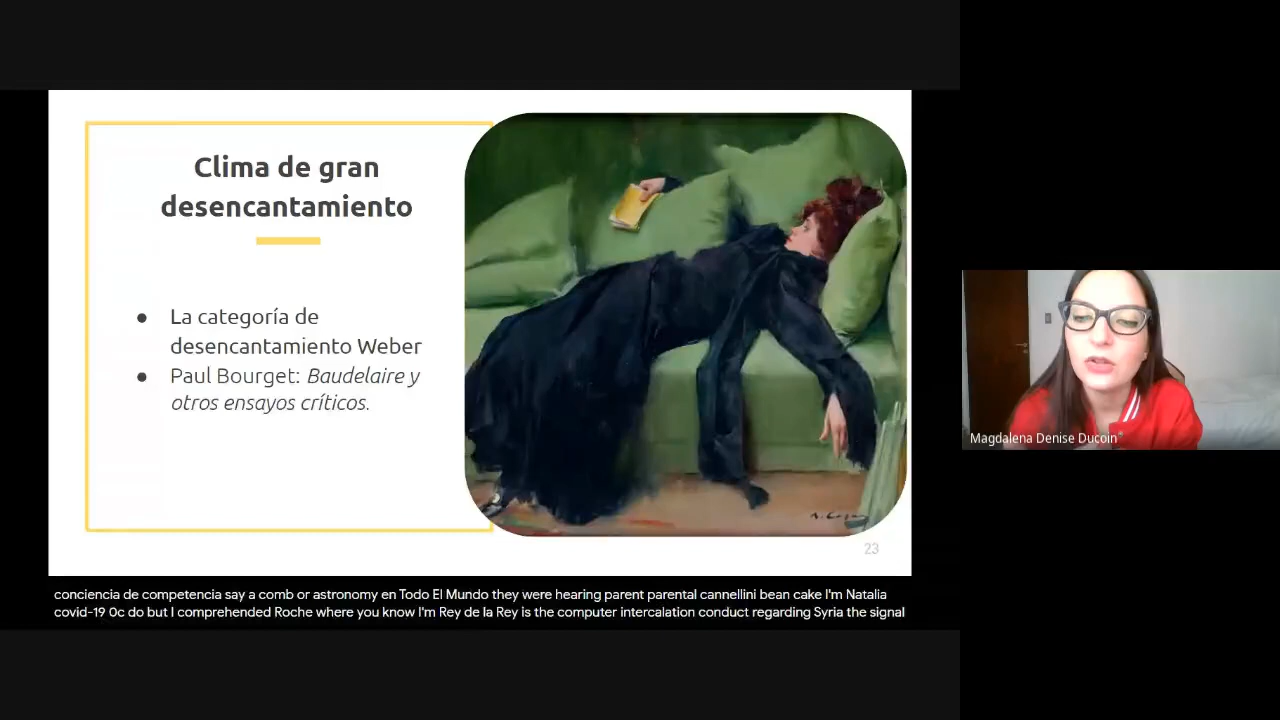 Clima de gran
desencantamiento
La categoría de
desencantamiento Weber
Paul Bourget: Baudelaire y
otros ensayos críticos.
23
conciencia de competencia say a comb or astronomy en Todo El Mundo they were hearing parent parental cannellini bean cake I'm Natalia
covid-19 0c do but I comprehended Roche where you know I'm Rey de la Rey is the computer intercalation conduct regarding Syria the signal
Magdalena Denise Ducoin